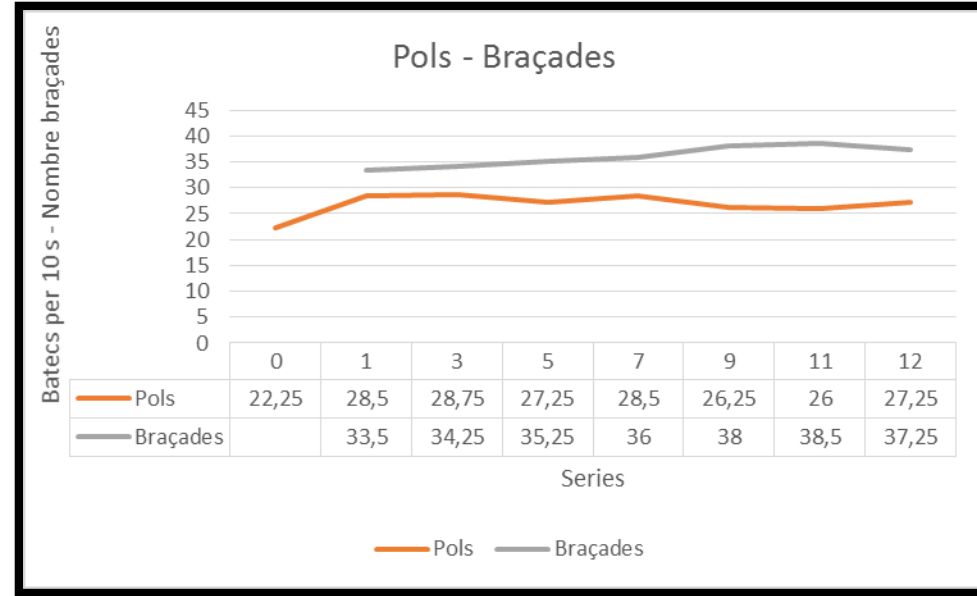 Pols - Braçades
Batecs per 10 s - Nombre braçades
45
40
35
30
25
20
15
10
5
0
0 1 3 5 7 9 11 12
Pols 22,25 28,5 28,75 27,25 28,5 26,25 26 27,25
Braçades 33,5 34,25 35,25 36 38 38,5 37,25
Series
Pols Braçades